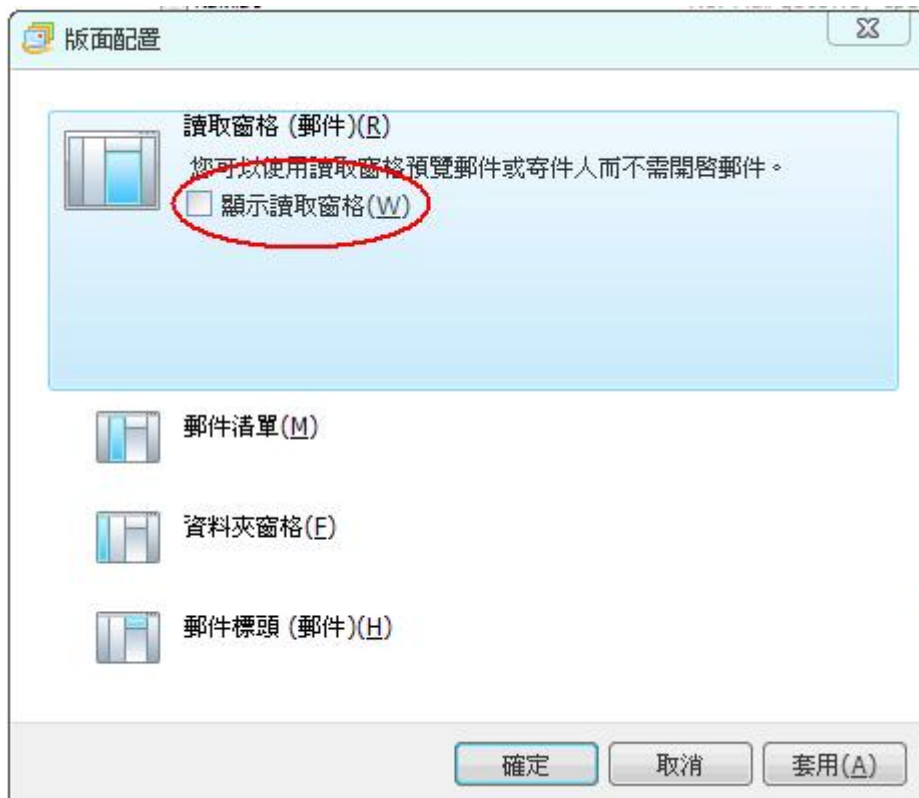 版面配置
讀取窗格 (郵件)(R)
您可以使用讀取窗格預覽郵件或寄件人而不需開啓郵件。
顯示讀取窗格(W)
郵件清單(M)
資料夾窗格(F)
郵件標頭 (郵件)(H)
確定 取消 套用(A)